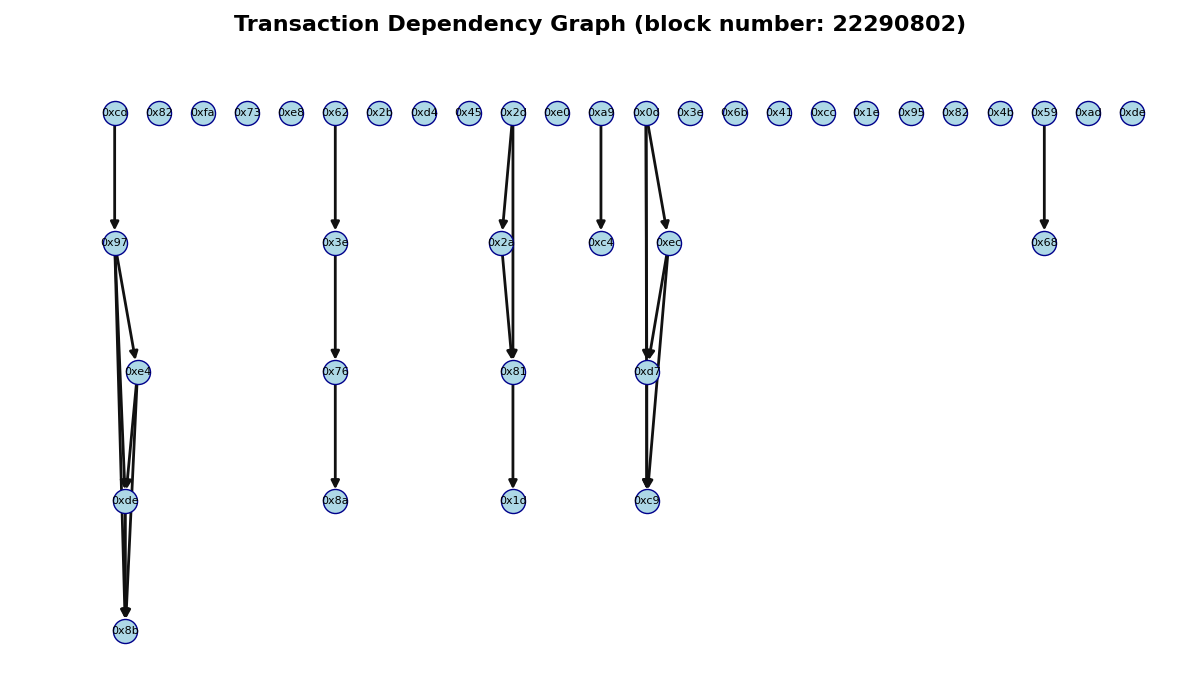 Transaction Dependency Graph (block number: 22290802)
0xcd 0x82 0xfa 0x73 0xe8 0x62 0x2b 0xd4 0x45 0x2d 0xe0 0xa9 0x0d 0x3e 0x6b 0x41 0xcc 0x1e 0x95 0x82 0x4b 0x59 0xad 0xde
0x97 0x3e 0x2a 0xc4 0xec 0x68
0xe4 0x76 0x81 0xd7
0xde 0x8a 0x1d 0xc9
0x8b